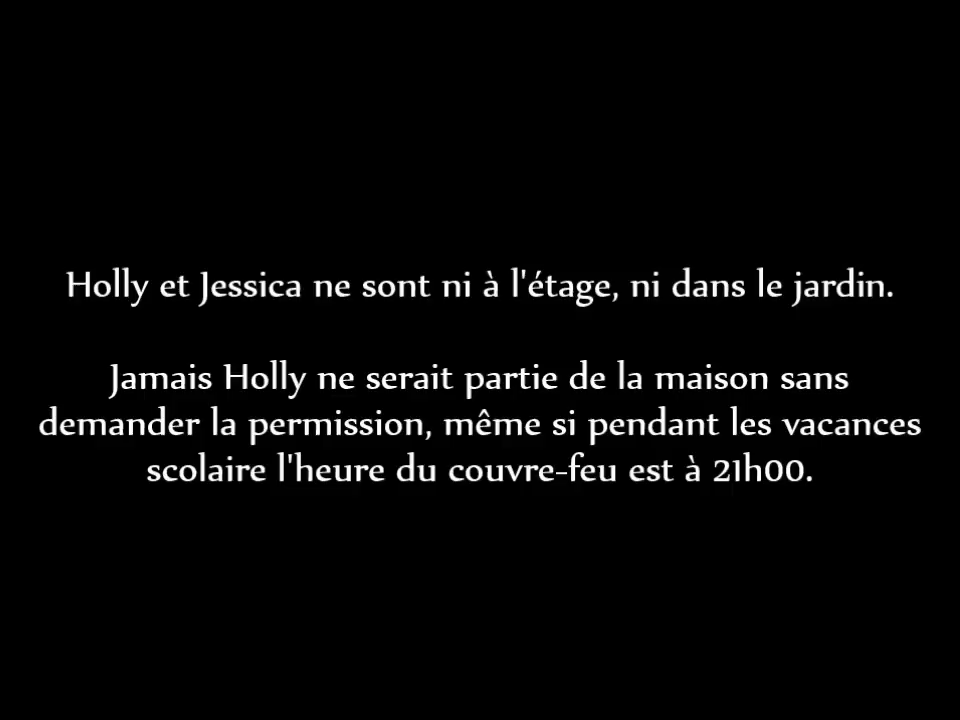 Holly et Jessica ne sont ni à l'étage, ni dans le jardin.
Jamais Holly ne serait partie de la maison sans
demander la permission, même si pendant les vacances
scolaire l'heure du couvre-feu est à 21h00.